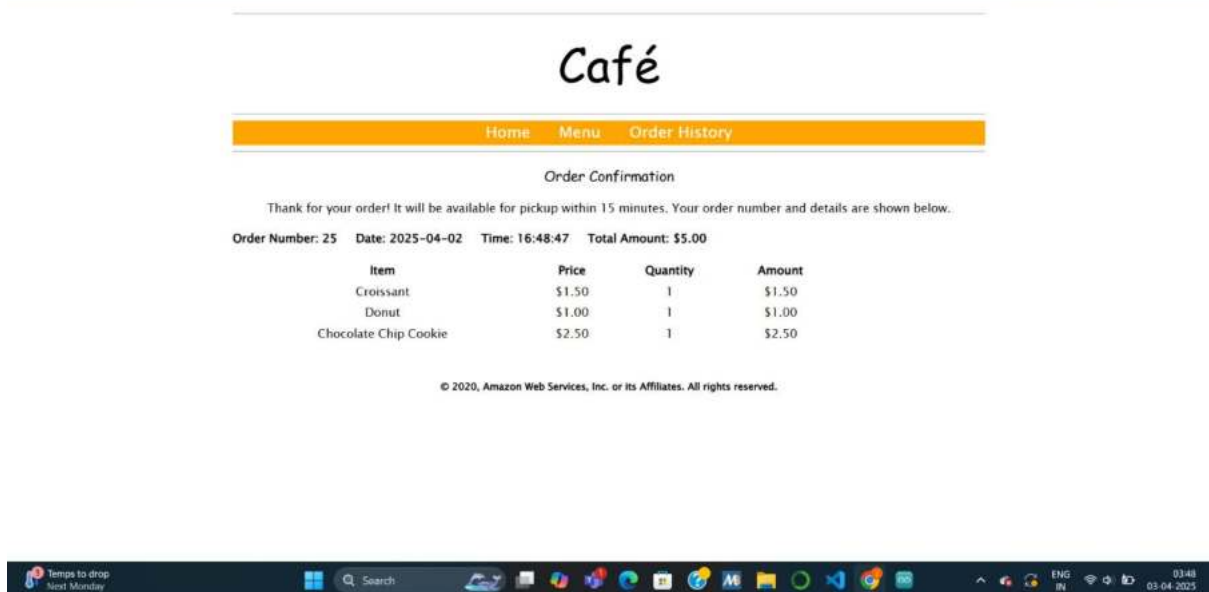 Café
Home Menu Order History
Order Confirmation
Thank for your order! It will be available for pickup within 15 minutes. Your order number and details are shown below.
Order Number: 25 Date: 2025-04-02 Time: 16:48:47 Total Amount: $5.00
Item Price Quantity Amount
Croissant $1.50 1 $1.50
Donut $1.00 1 $1.00
Chocolate Chip Cookie $2.50 1 $2.50
© 2020, Amazon Web Services, Inc. or its Affiliates. All rights reserved.
Temps to drop
Next Monday
Search
ENG
IN
03:48
03-04-2025